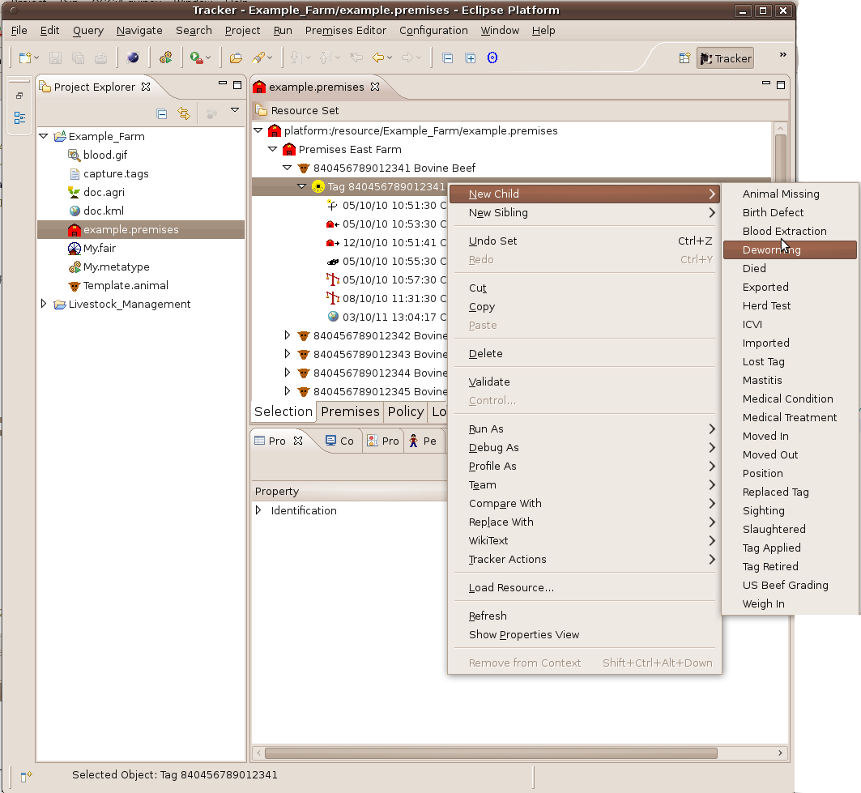 Tracker - Example_Farm/example.premises - Eclipse Platform
File Edit Query Navigate Search Project Run Premises Editor Configuration Window Help
Tracker
Project Explorer
Example_Farm
blood.gif
capture.tags
doc.agri
doc.kml
example.premises
My.fair
My.metatype
Template.animal
Livestock_Management
example.premises
Resource Set
platform:/resource/Example_Farm/example.premises
Premises East Farm
840456789012341 Bovine Beef
Tag 840456789012341
05/10/10 10:51:30 C
05/10/10 10:53:30 C
12/10/10 10:51:41 C
05/10/10 10:55:30 C
05/10/10 10:57:30 C
08/10/10 11:31:30 C
03/10/11 13:04:17 C
840456789012342 Bovine
840456789012343 Bovine
840456789012344 Bovine
840456789012345 Bovine
Selection Premises Policy Lo
Pro Co Pro Pe
Property
Identification
New Child
New Sibling
Undo Set Ctrl+Z
Redo Ctrl+Y
Cut
Copy
Paste
Delete
Validate
Control...
Run As
Debug As
Profile As
Team
Compare With
Replace With
WikiText
Tracker Actions
Load Resource...
Refresh
Show Properties View
Remove from Context Shift+Ctrl+Alt+Down
Animal Missing
Birth Defect
Blood Extraction
Deworming
Died
Exported
Herd Test
ICVI
Imported
Lost Tag
Mastitis
Medical Condition
Medical Treatment
Moved In
Moved Out
Position
Replaced Tag
Sighting
Slaughtered
Tag Applied
Tag Retired
US Beef Grading
Weigh In
Selected Object: Tag 840456789012341